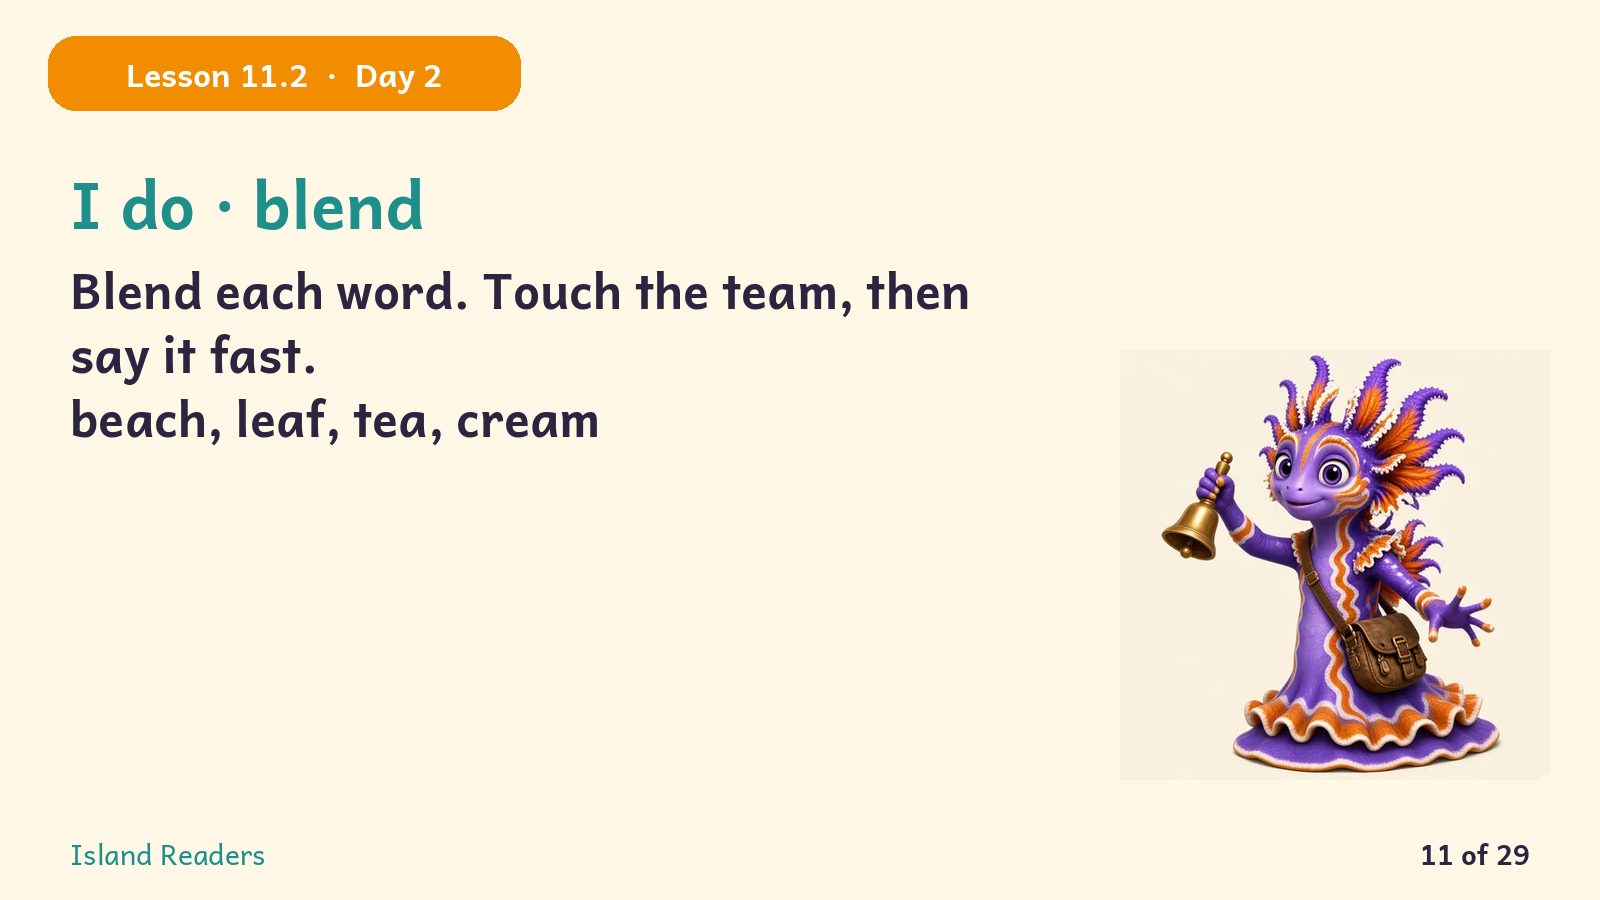 Lesson 11.2 · Day 2
I do · blend
Blend each word. Touch the team, then
say it fast.
beach, leaf, tea, cream
Island Readers
11 of 29